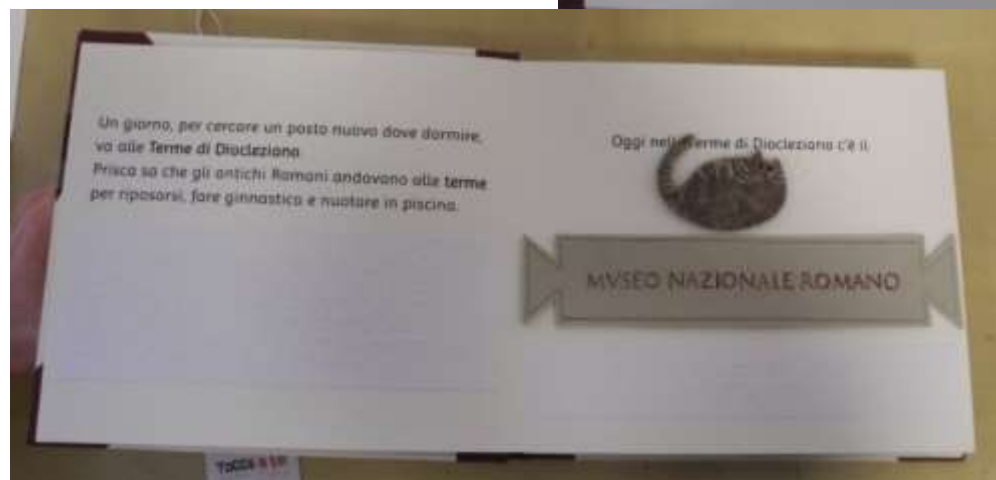 Un giorno, per cercare un posto nuovo dove dormire,
va alle Terme di Diocleziano.
Prisca sa che gli antichi Romani andavano alle terme
per riposarsi, fare ginnastica e nuotare in piscina.
Oggi nelle Terme di Diocleziano c'è il
MVSEO NAZIONALE ROMANO
TOCCA